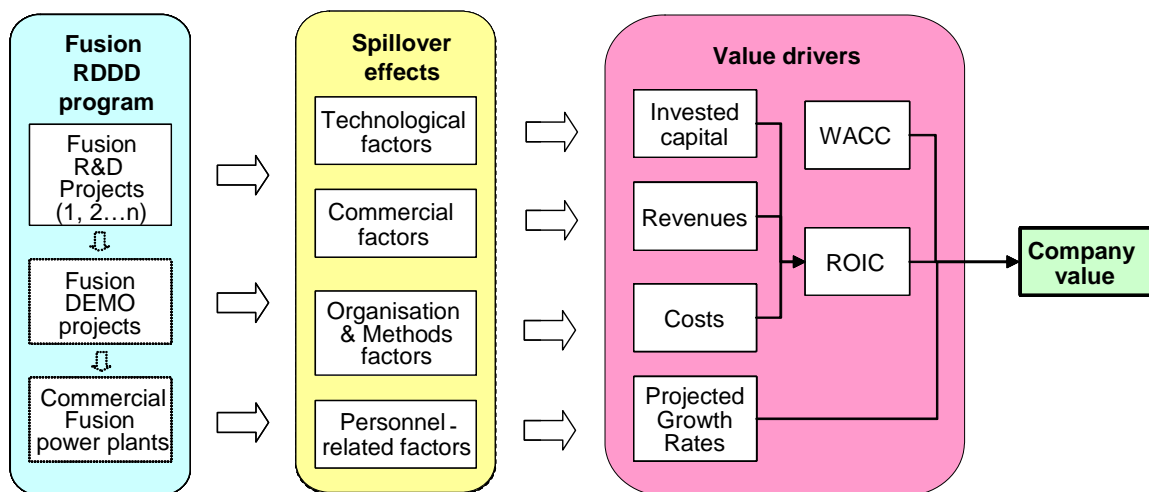 Fusion
RDDD
program
Fusion
R&D
Projects
(1, 2…n)
Fusion
DEMO
projects
Commercial
Fusion
power plants
Spillover
effects
Technological
factors
Commercial
factors
Organisation
& Methods
factors
Personnel-
related factors
Value drivers
Invested
capital
Revenues
Costs
Projected
Growth
Rates
WACC
ROIC
Company
value